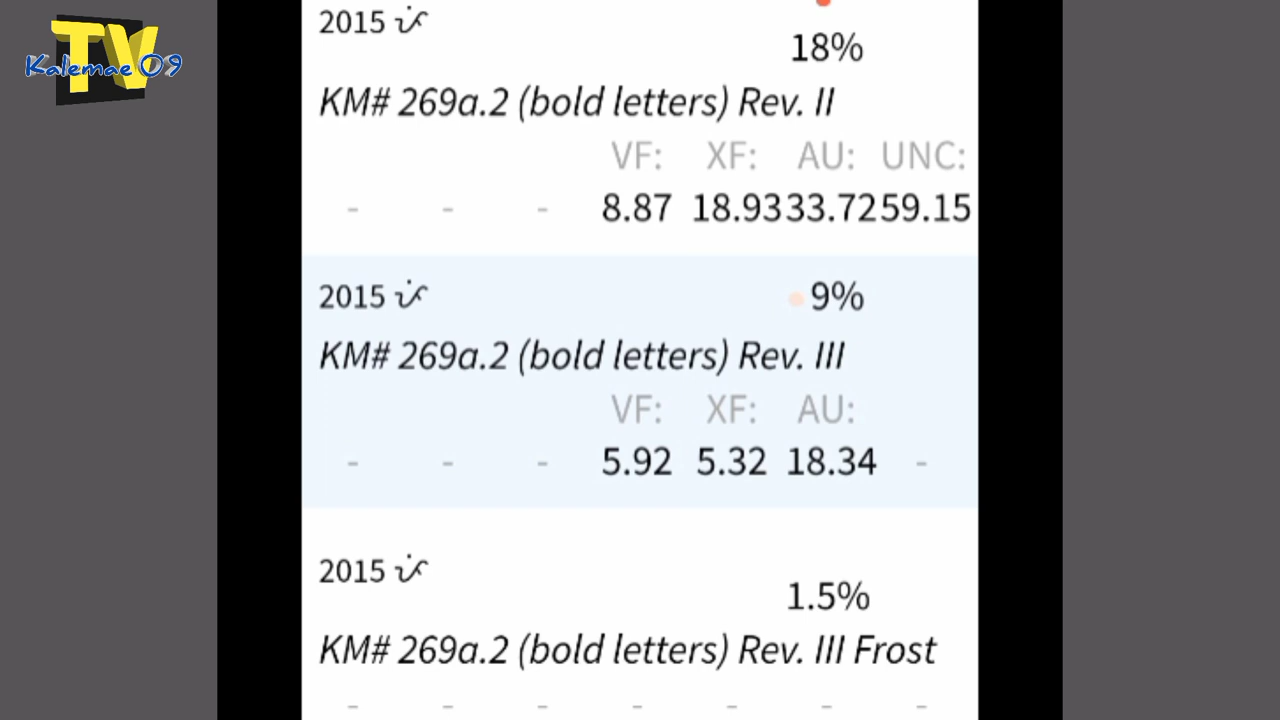 TV
Kalemae 09
2015 ᜊᜓ
18%
KM# 269a.2 (bold letters) Rev. II
VF: XF: AU: UNC:
- - - 8.87 18.93 33.72 59.15
2015
9%
KM# 269a.2 (bold letters) Rev. III
VF: XF: AU:
- - - 5.92 5.32 18.34 -
2015
1.5%
KM# 269a.2 (bold letters) Rev. III Frost
- - - - - - -